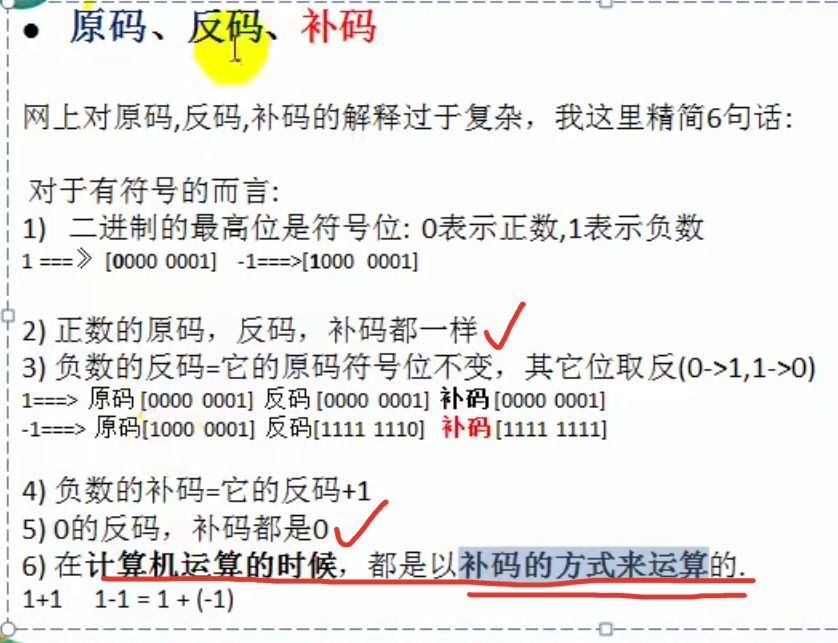 ● 原码、反码、补码
网上对原码,反码,补码的解释过于复杂，我这里精简6句话:
对于有符号的而言:
1) 二进制的最高位是符号位: 0表示正数,1表示负数
1 ===》 [0000 0001] -1===>[1000 0001]
2) 正数的原码，反码，补码都一样
3) 负数的反码=它的原码符号位不变，其它位取反(0->1,1->0)
1===> 原码[0000 0001] 反码[0000 0001] 补码[0000 0001]
-1===> 原码[1000 0001] 反码[1111 1110] 补码[1111 1111]
4) 负数的补码=它的反码+1
5) 0的反码，补码都是0
6) 在计算机运算的时候，都是以补码的方式来运算的.
1+1 1-1 = 1 + (-1)